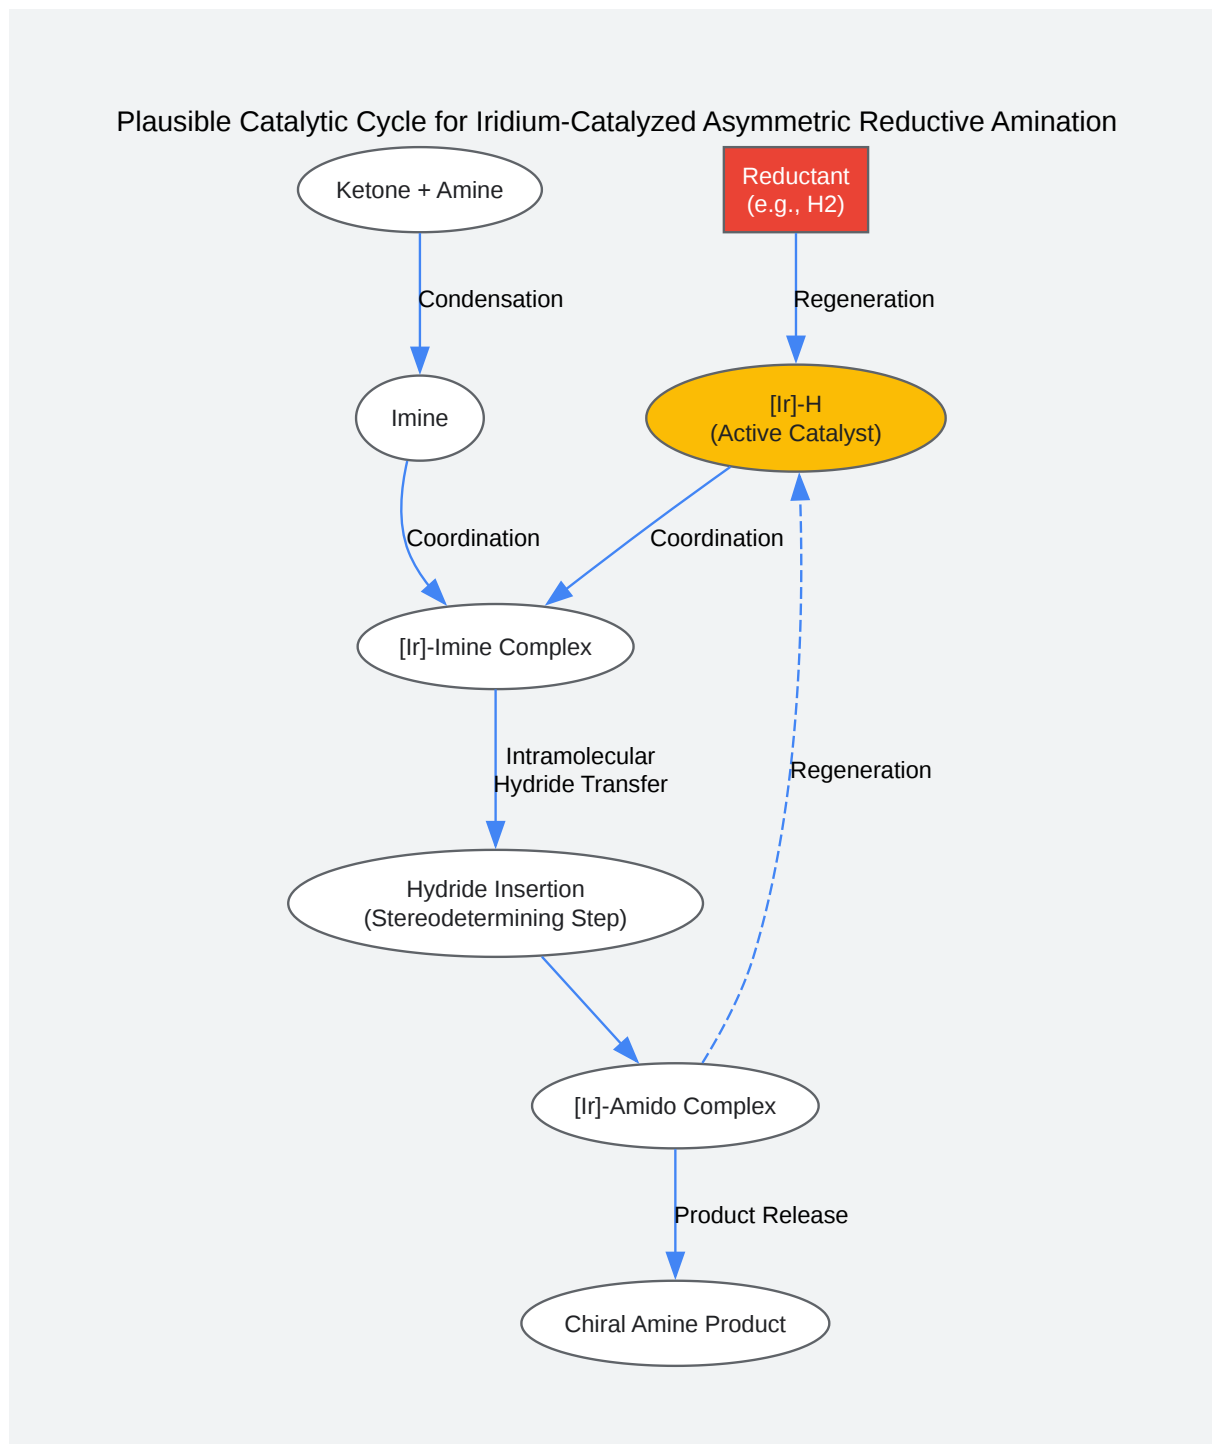 Plausible Catalytic Cycle for Iridium-Catalyzed Asymmetric Reductive Amination
Ketone + Amine
Reductant
(e.g., H2)
Condensation
Regeneration
Imine
[Ir]-H
(Active Catalyst)
Coordination
Coordination
[Ir]-Imine Complex
Intramolecular
Hydride Transfer
Regeneration
Hydride Insertion
(Stereodetermining Step)
[Ir]-Amido Complex
Product Release
Chiral Amine Product